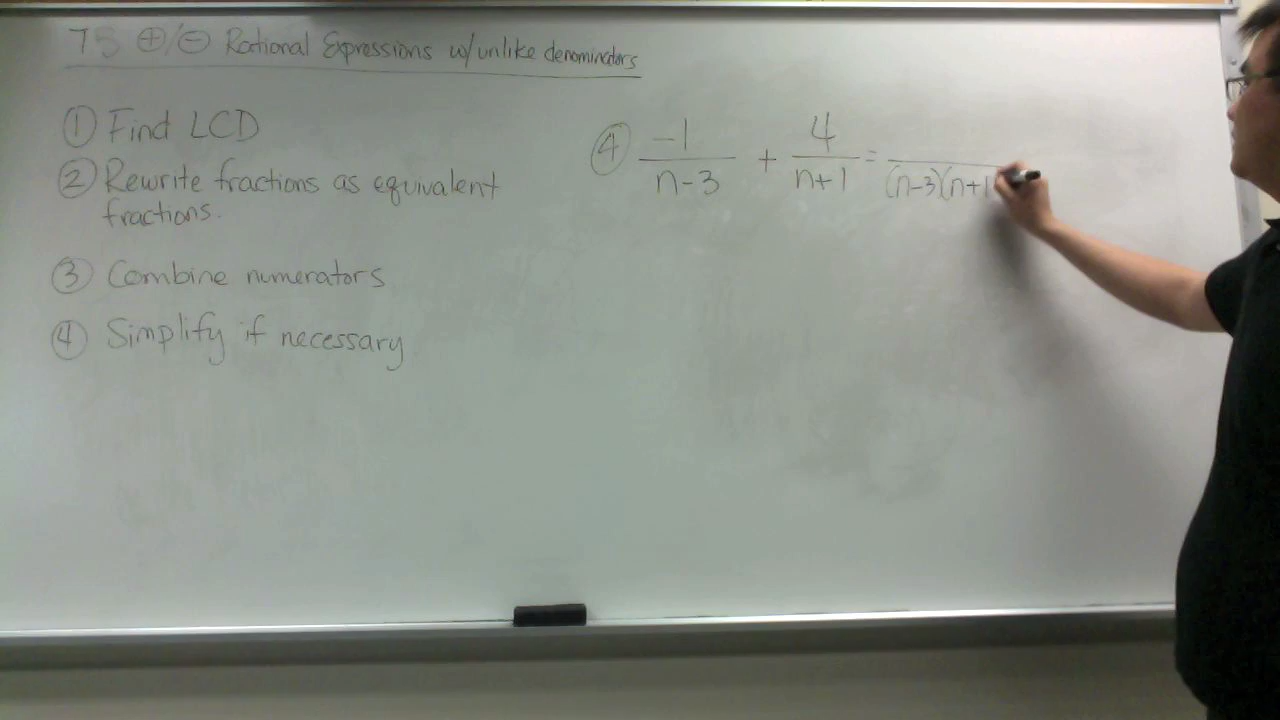 7 5 ⊕/⊖ Rational Expressions w/unlike denominators
① Find LCD
② Rewrite fractions as equivalent
fractions.
③ Combine numerators
④ Simplify if necessary
④ -1/(n-3) + 4/(n+1) = /(n-3)(n+1